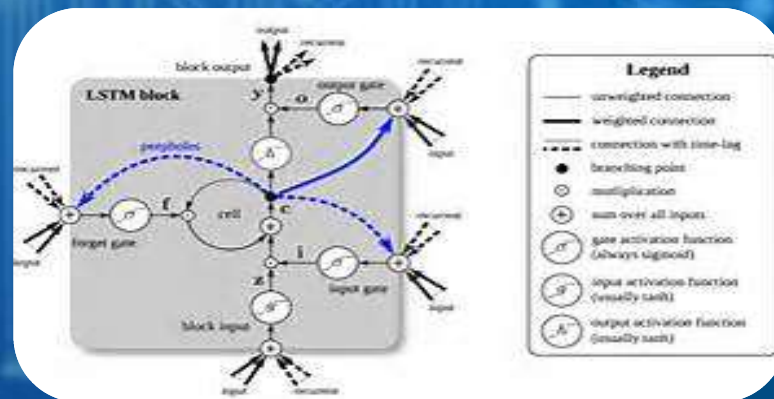 output
recurrent
block output
y
LSTM block
output gate
o
σ
+
recurrent
input
h
peepholes
recurrent
+
σ
f
cell
c
forget gate
input
+
i
σ
+
input gate
recurrent
input
z
g
block input
+
input
recurrent
Legend
unweighted connection
weighted connection
connection with time-lag
branching point
multiplication
+ sum over all inputs
σ gate activation function
(always sigmoid)
g input activation function
(usually tanh)
h output activation function
(usually tanh)